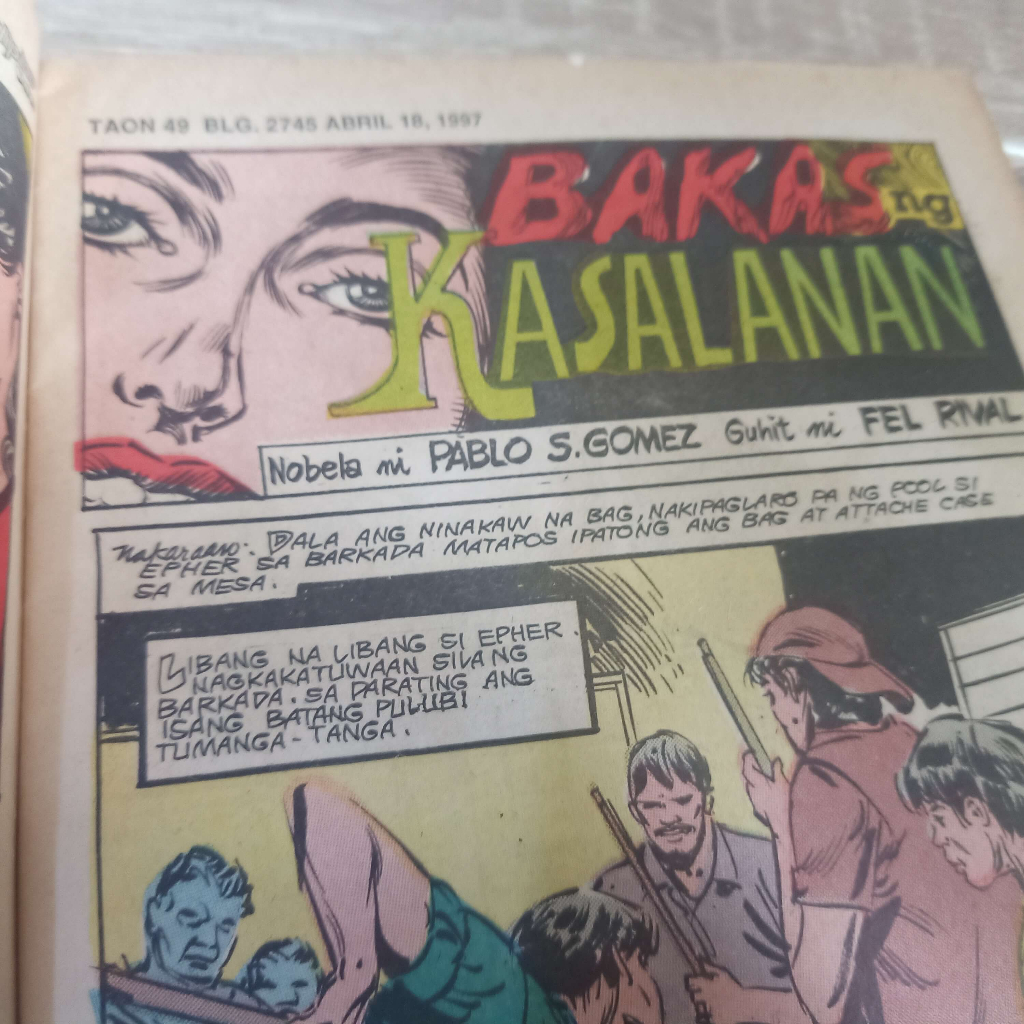 TAON 49 BLG. 2745 ABRIL 18, 1997
BAKAS ng
KASALANAN
Nobela ni PABLO S. GOMEZ Guhit ni FEL RIVAL
nakaraan: DALA ANG NINAKAW NA BAG, NAKIPAGLARO PA NG POOL SI
EPHER SA BARKADA MATAPOS IPATONG ANG BAG AT ATTACHE CASE
SA MESA.
LIBANG NA LIBANG SI EPHER.
NAGKAKATUWAAN SILANG
BARKADA. SA PARATING ANG
ISANG BATANG PULUBI
TUMANGA-TANGA.